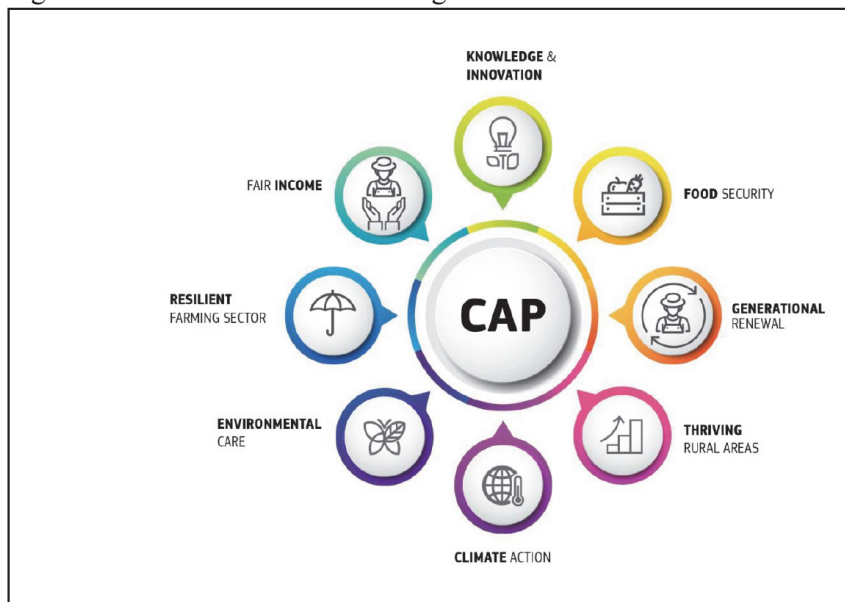 KNOWLEDGE &
INNOVATION
FAIR INCOME
FOOD SECURITY
RESILIENT
FARMING SECTOR
CAP
GENERATIONAL
RENEWAL
ENVIRONMENTAL
CARE
THRIVING
RURAL AREAS
CLIMATE ACTION